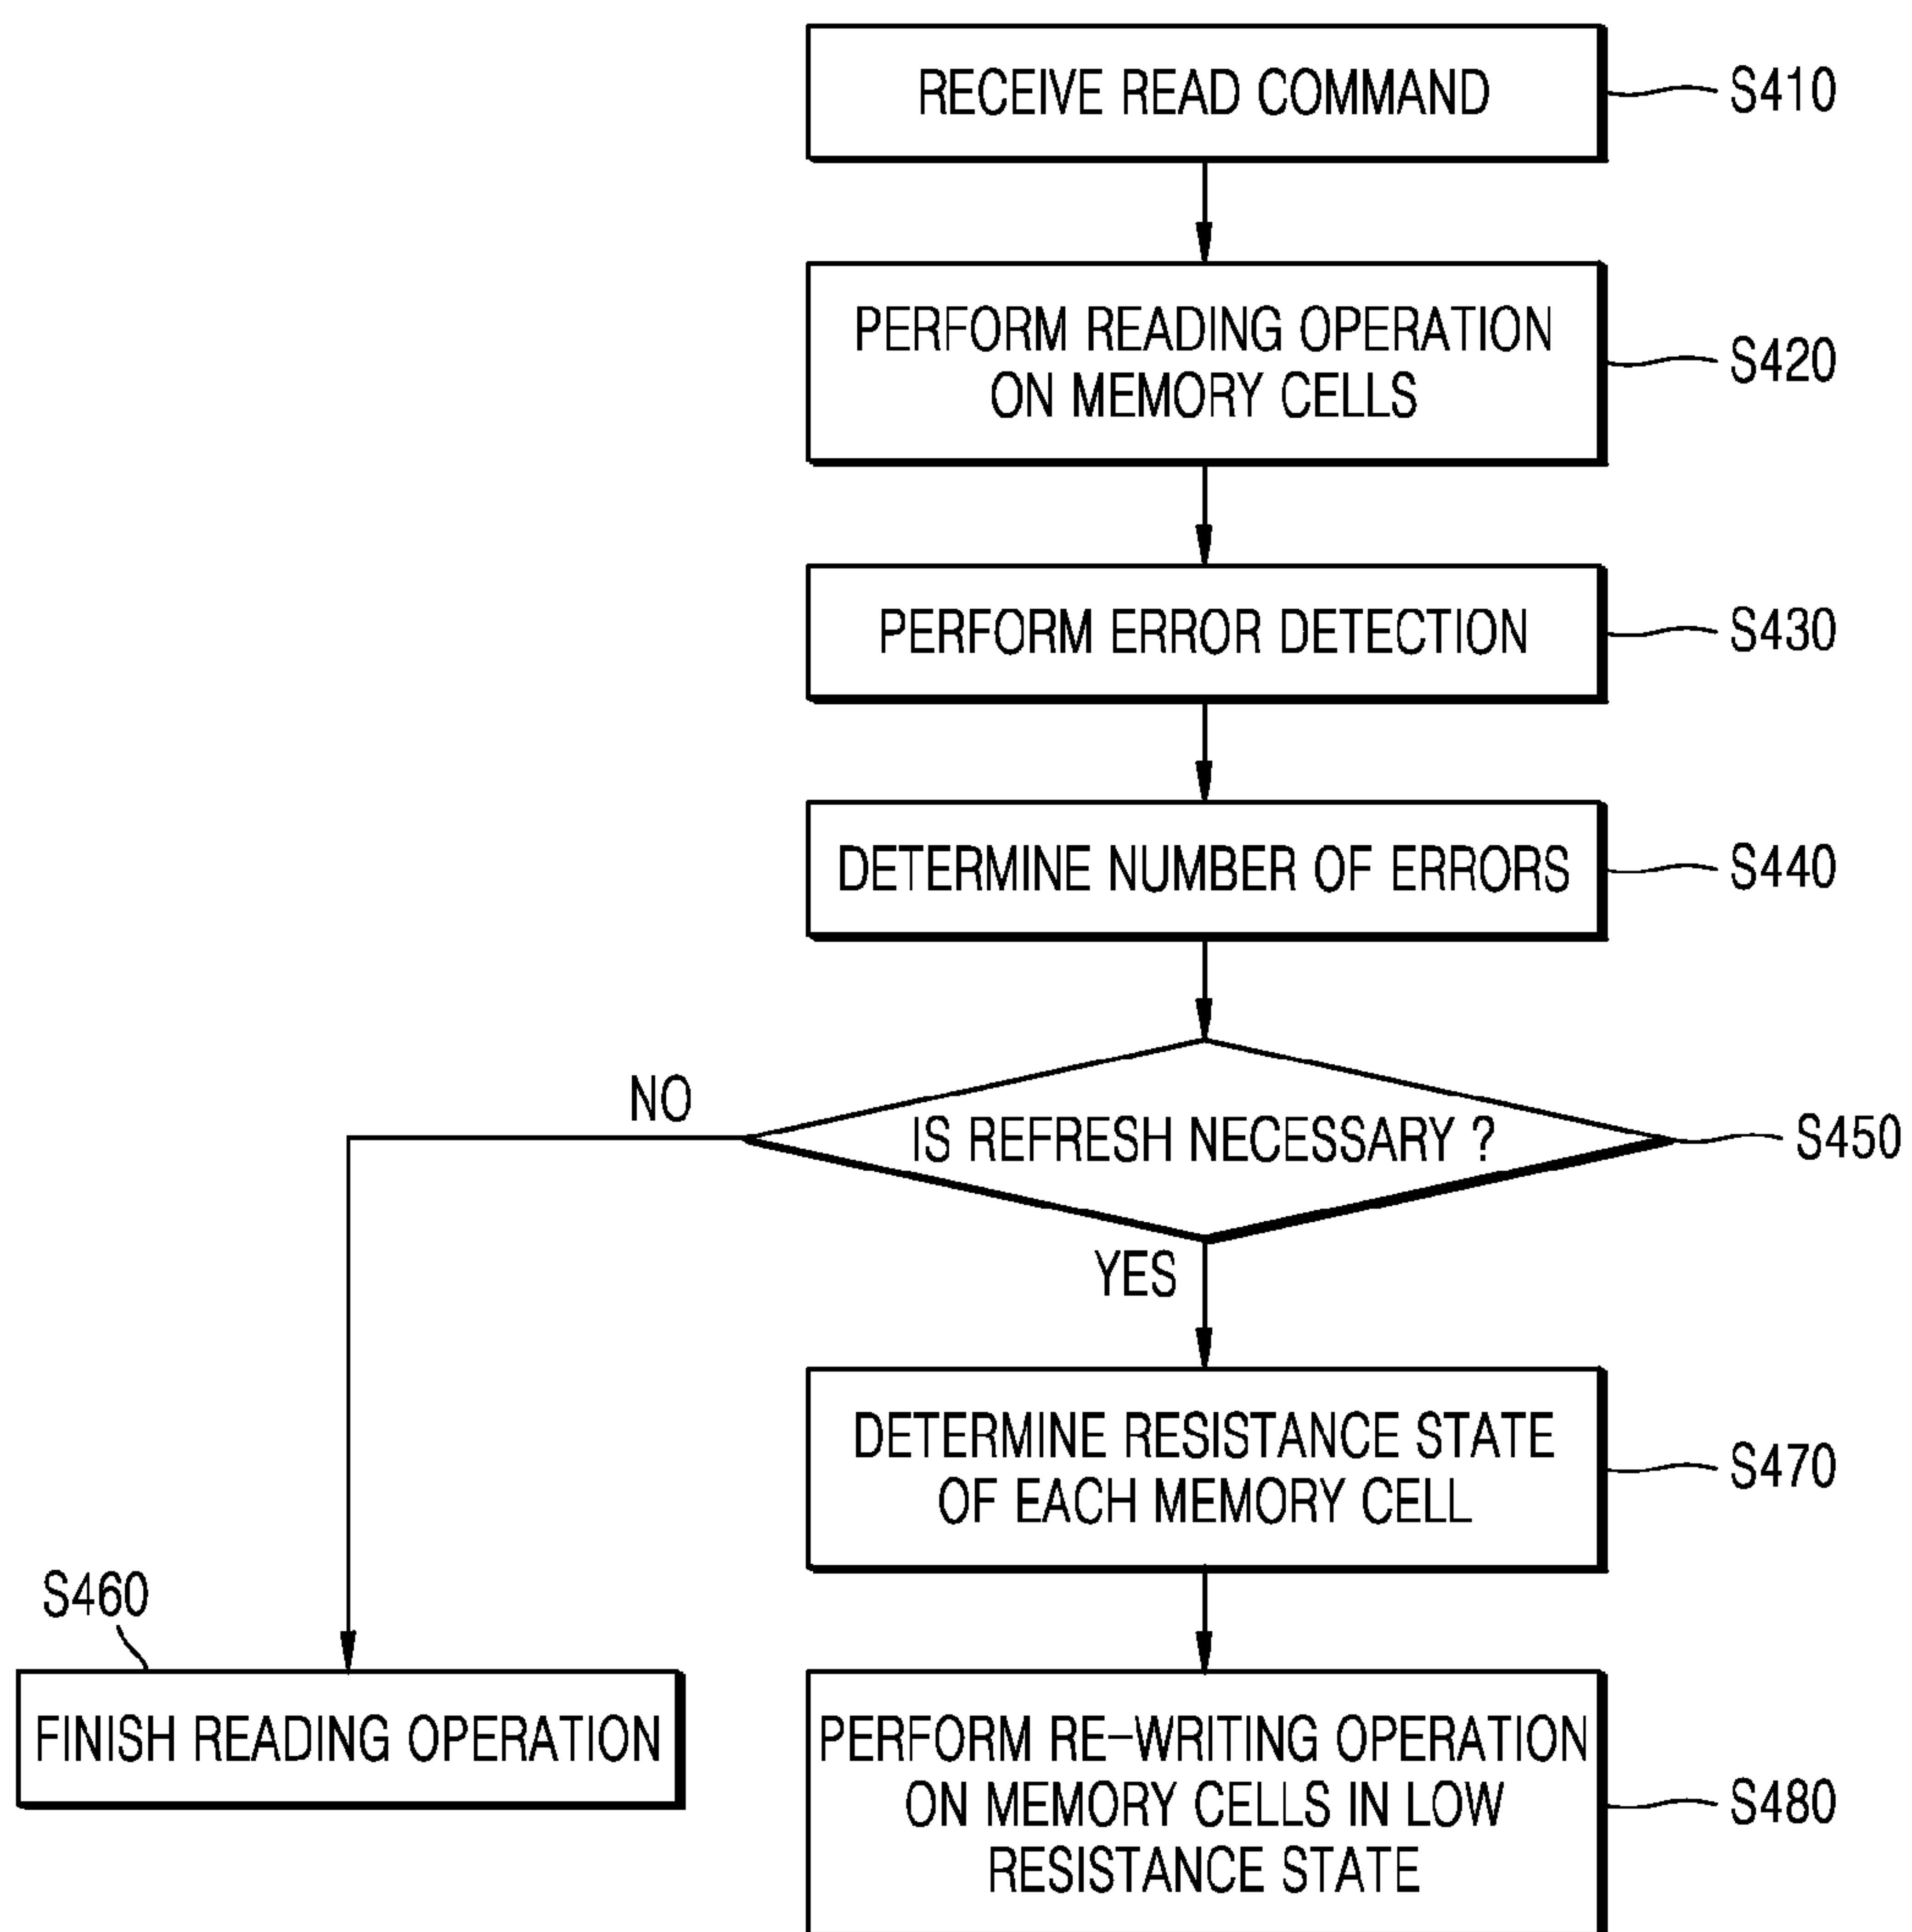 RECEIVE READ COMMAND
S410
PERFORM READING OPERATION
ON MEMORY CELLS
S420
PERFORM ERROR DETECTION
S430
DETERMINE NUMBER OF ERRORS
S440
NO
IS REFRESH NECESSARY ?
S450
YES
DETERMINE RESISTANCE STATE
OF EACH MEMORY CELL
S470
S460
FINISH READING OPERATION
PERFORM RE-WRITING OPERATION
ON MEMORY CELLS IN LOW
RESISTANCE STATE
S480